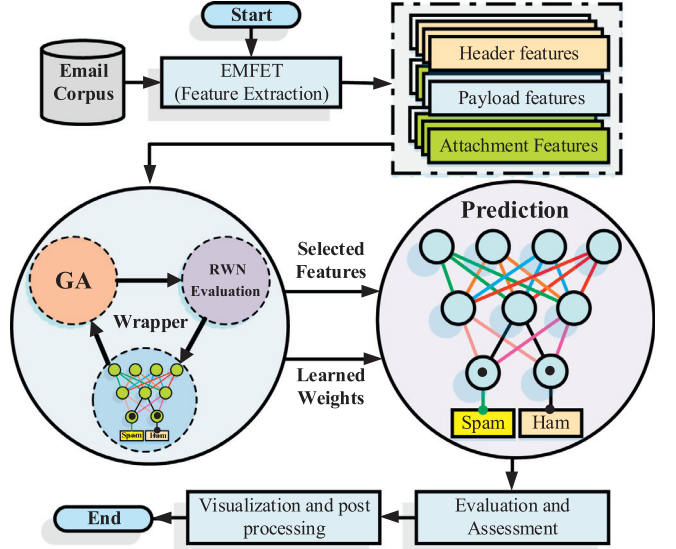 Start
Email
Corpus
EMFET
(Feature Extraction)
Header features
Payload features
Attachment Features
GA
RWN
Evaluation
Wrapper
Spam
Ham
Selected
Features
Learned
Weights
Prediction
Spam
Ham
End
Visualization and post
processing
Evaluation and
Assessment